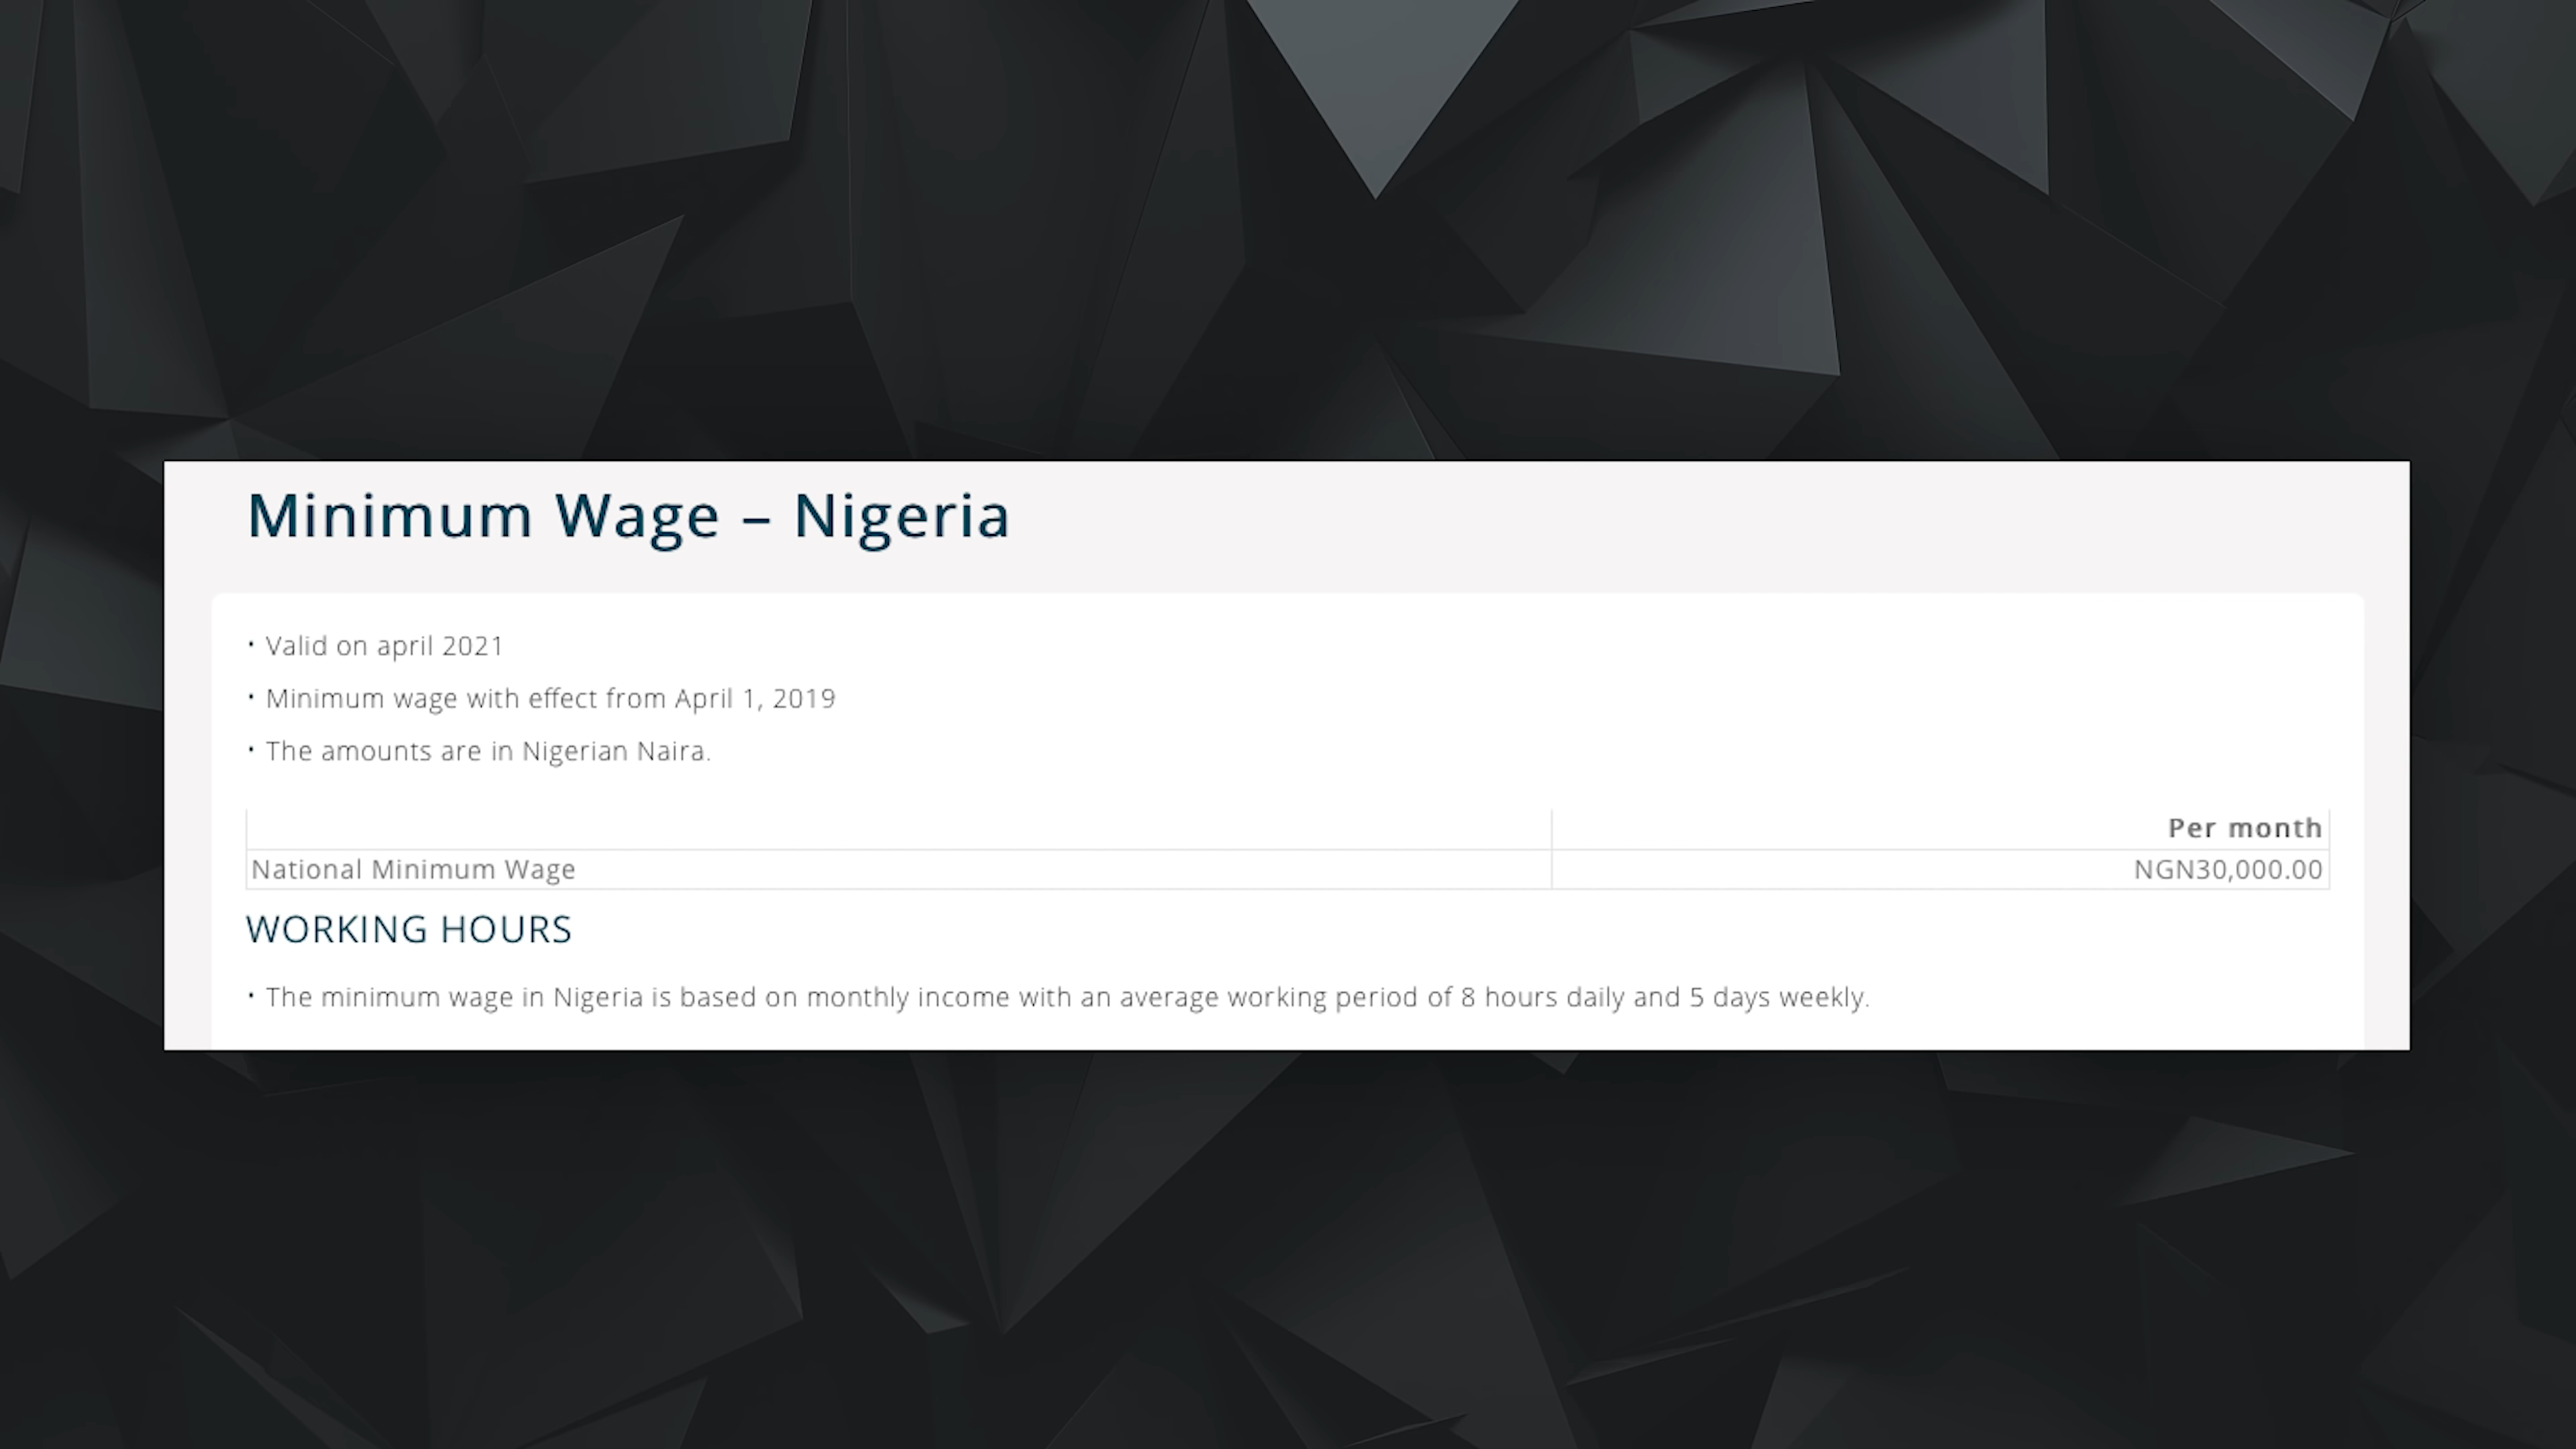 Minimum Wage – Nigeria
• Valid on april 2021
• Minimum wage with effect from April 1, 2019
• The amounts are in Nigerian Naira.
Per month
National Minimum Wage NGN30,000.00
WORKING HOURS
• The minimum wage in Nigeria is based on monthly income with an average working period of 8 hours daily and 5 days weekly.